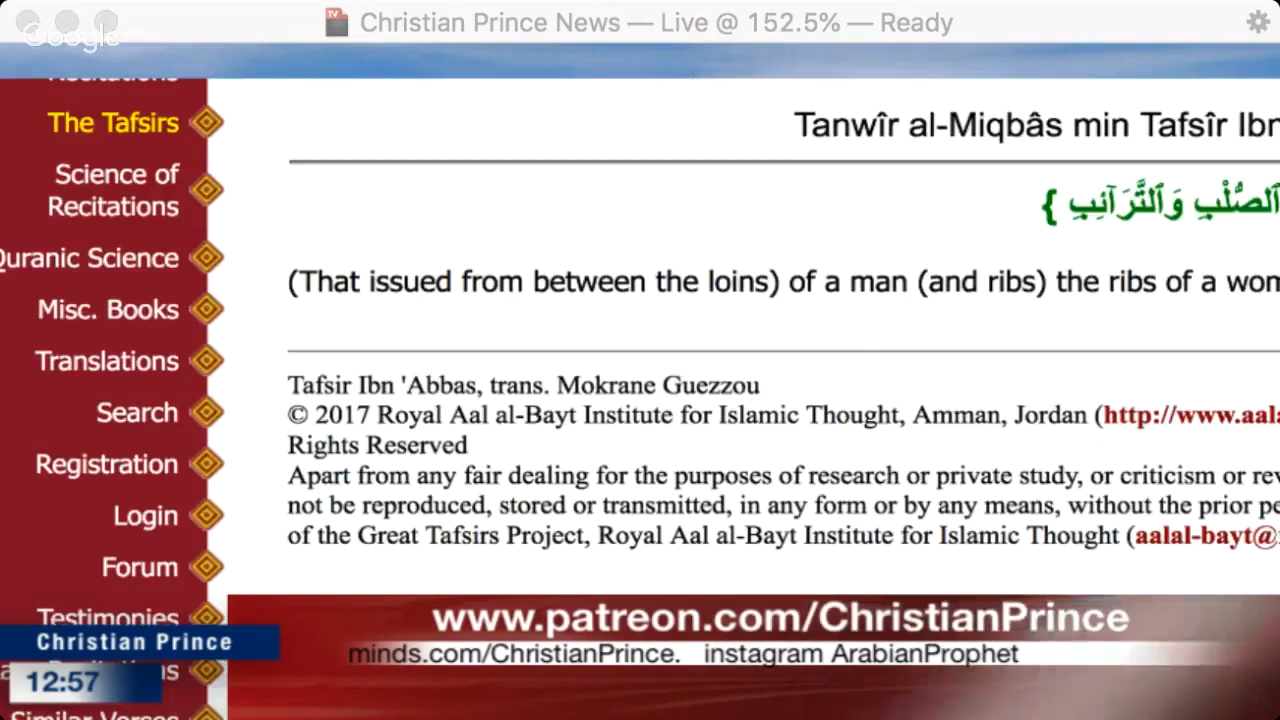 Christian Prince News — Live @ 152.5% — Ready
Google
Recitations
The Tafsirs
Science of
Recitations
Quranic Science
Misc. Books
Translations
Search
Registration
Login
Forum
Testimonies
Similar Verses
Tanwîr al-Miqbâs min Tafsîr Ibn
ٱلصُّلْبِ وَٱلتَّرَآئِبِ }
(That issued from between the loins) of a man (and ribs) the ribs of a wom
Tafsir Ibn 'Abbas, trans. Mokrane Guezzou
© 2017 Royal Aal al-Bayt Institute for Islamic Thought, Amman, Jordan (http://www.aala
Rights Reserved
Apart from any fair dealing for the purposes of research or private study, or criticism or rev
not be reproduced, stored or transmitted, in any form or by any means, without the prior pe
of the Great Tafsirs Project, Royal Aal al-Bayt Institute for Islamic Thought (aalal-bayt@
www.patreon.com/ChristianPrince
minds.com/ChristianPrince. instagram ArabianProphet
Christian Prince
12:57